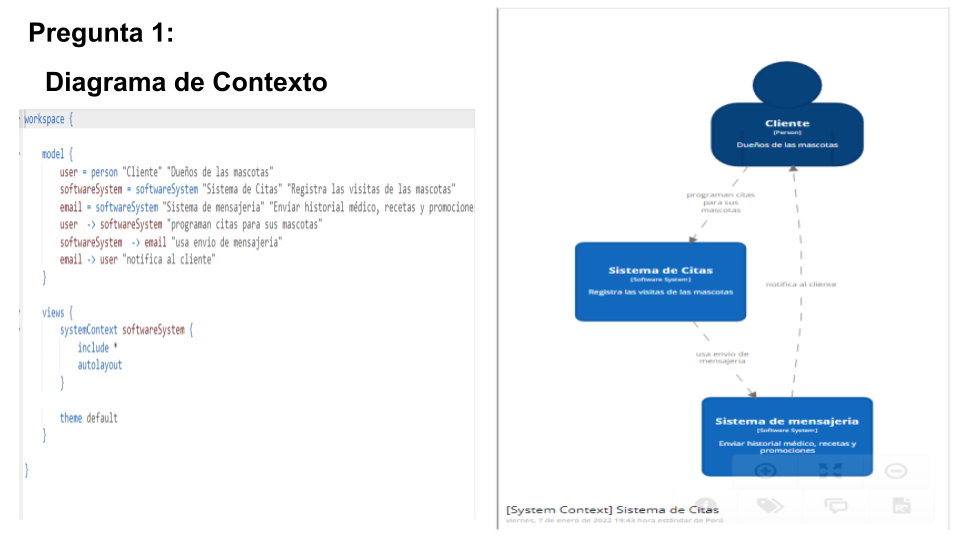 Pregunta 1:
Diagrama de Contexto
workspace {
model {
user = person "Cliente" "Dueños de las mascotas"
softwareSystem = softwareSystem "Sistema de Citas" "Registra las visitas de las mascotas"
email = softwareSystem "Sistema de mensajeria" "Enviar historial médico, recetas y promocione
user -> softwareSystem "programan citas para sus mascotas"
softwareSystem -> email "usa envio de mensajeria"
email -> user "notifica al cliente"
}
views {
systemContext softwareSystem {
include *
autolayout
}
theme default
}
}
Cliente
[Person]
Dueños de las mascotas
programan citas
para sus
mascotas
Sistema de Citas
[Software System]
Registra las visitas de las mascotas
notifica al cliente
usa envio de
mensajeria
Sistema de mensajeria
[Software System]
Enviar historial médico, recetas y
promociones
[System Context] Sistema de Citas
viernes, 7 de enero de 2022 19:43 hora estándar de Perú